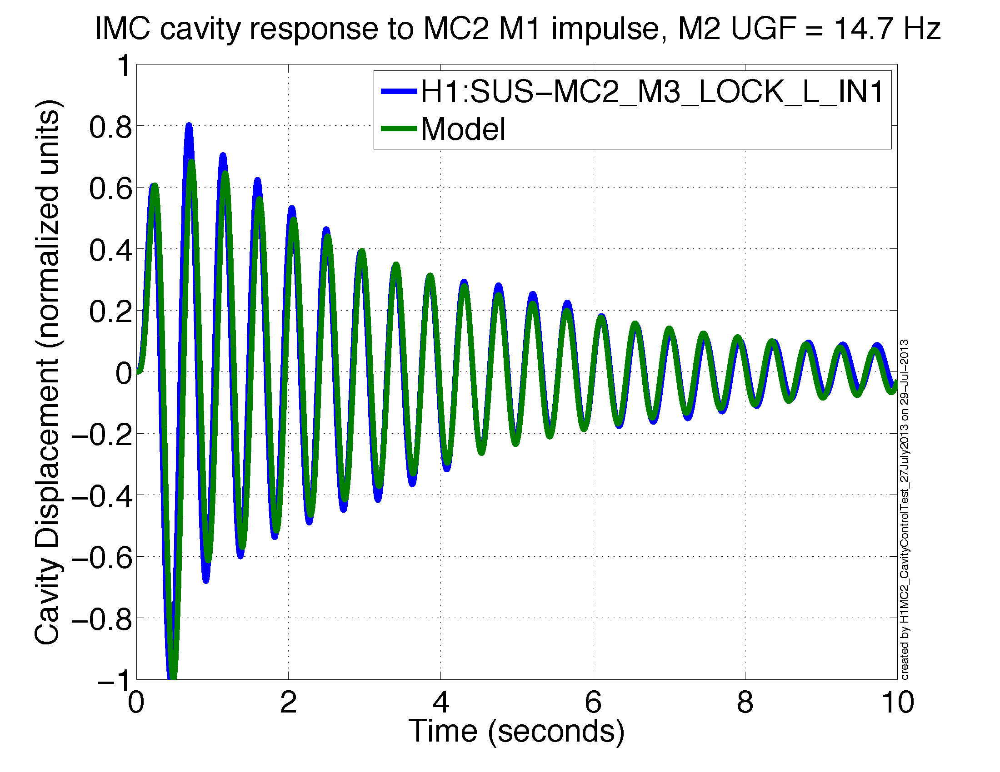 IMC cavity response to MC2 M1 impulse, M2 UGF = 14.7 Hz
H1:SUS−MC2_M3_LOCK_L_IN1
Model
Cavity Displacement (normalized units)
1
0.8
0.6
0.4
0.2
0
−0.2
−0.4
−0.6
−0.8
−1
0 2 4 6 8 10
Time (seconds)
created by H1MC2_CavityControlTest_27July2013 on 29−Jul−2013